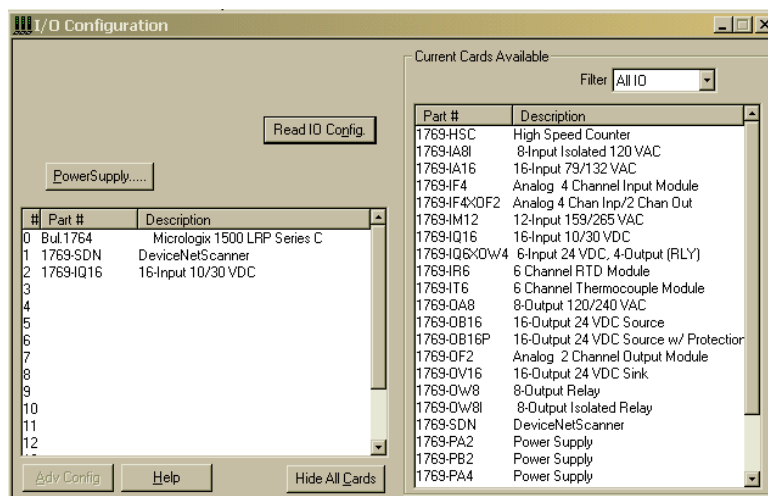 I/O Configuration
Read IO Config.
PowerSupply.....
# Part # Description
0 Bul.1764 Micrologix 1500 LRP Series C
1 1769-SDN DeviceNetScanner
2 1769-IQ16 16-Input 10/30 VDC
3
4
5
6
7
8
9
10
11
12
Adv Config Help Hide All Cards
Current Cards Available
Filter All IO
Part # Description
1769-HSC High Speed Counter
1769-IA8I 8-Input Isolated 120 VAC
1769-IA16 16-Input 79/132 VAC
1769-IF4 Analog 4 Channel Input Module
1769-IF4XOF2 Analog 4 Chan Inp/2 Chan Out
1769-IM12 12-Input 159/265 VAC
1769-IQ16 16-Input 10/30 VDC
1769-IQ6XOW4 6-Input 24 VDC, 4-Output (RLY)
1769-IR6 6 Channel RTD Module
1769-IT6 6 Channel Thermocouple Module
1769-OA8 8-Output 120/240 VAC
1769-OB16 16-Output 24 VDC Source
1769-OB16P 16-Output 24 VDC Source w/ Protection
1769-OF2 Analog 2 Channel Output Module
1769-OV16 16-Output 24 VDC Sink
1769-OW8 8-Output Relay
1769-OW8I 8-Output Isolated Relay
1769-SDN DeviceNetScanner
1769-PA2 Power Supply
1769-PB2 Power Supply
1769-PA4 Power Supply